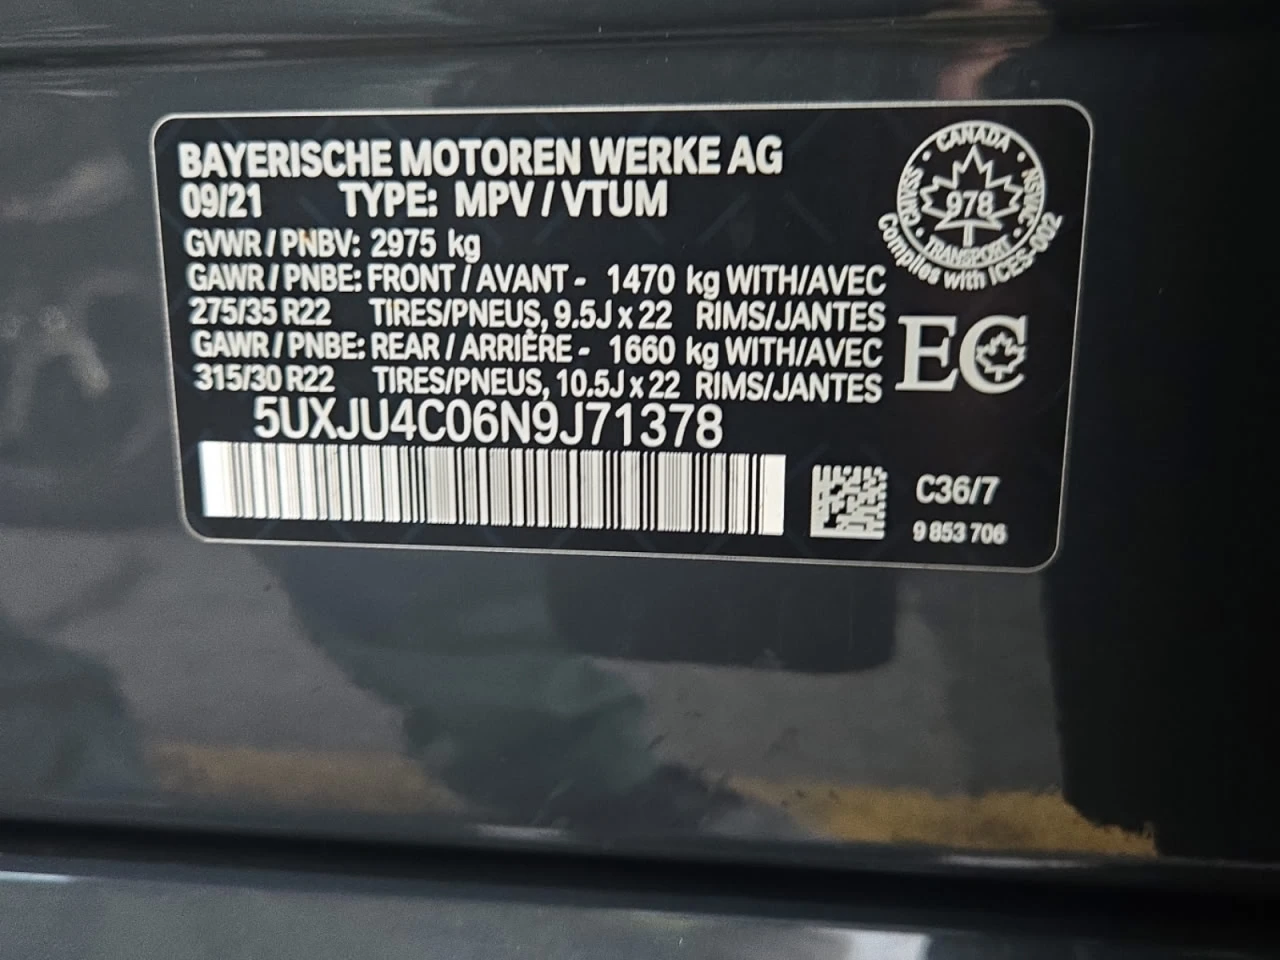 BAYERISCHE MOTOREN WERKE AG
09/21 TYPE: MPV / VTUM
GVWR / PNBV: 2975 kg
GAWR / PNBE: FRONT / AVANT - 1470 kg WITH/AVEC
275/35 R22 TIRES/PNEUS, 9.5J x 22 RIMS/JANTES
GAWR / PNBE: REAR / ARRIÈRE - 1660 kg WITH/AVEC
315/30 R22 TIRES/PNEUS, 10.5J x 22 RIMS/JANTES
5UXJU4C06N9J71378
CANADA
CMVSS
978
NSVAC
TRANSPORT
Complies with ICES-002
EC
C36/7
9 853 706